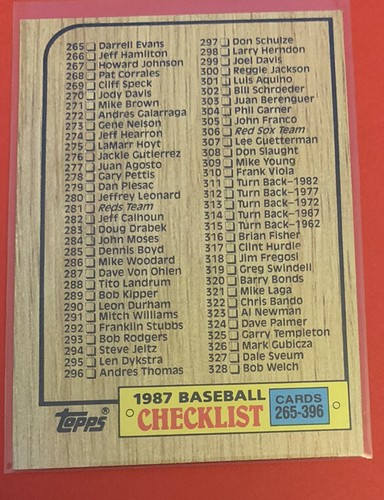 265 Darrell Evans
266 Jeff Hamilton
267 Howard Johnson
268 Pat Corrales
269 Cliff Speck
270 Jody Davis
271 Mike Brown
272 Andres Galarraga
273 Gene Nelson
274 Jeff Hearron
275 LaMarr Hoyt
276 Jackie Gutierrez
277 Juan Agosto
278 Gary Pettis
279 Dan Plesac
280 Jeffrey Leonard
281 Reds Team
282 Jeff Calhoun
283 Doug Drabek
284 John Moses
285 Dennis Boyd
286 Mike Woodard
287 Dave Von Ohlen
288 Tito Landrum
289 Bob Kipper
290 Leon Durham
291 Mitch Williams
292 Franklin Stubbs
293 Bob Rodgers
294 Steve Jeltz
295 Len Dykstra
296 Andres Thomas
297 Don Schulze
298 Larry Herndon
299 Joel Davis
300 Reggie Jackson
301 Luis Aquino
302 Bill Schroeder
303 Juan Berenguer
304 Phil Garner
305 John Franco
306 Red Sox Team
307 Lee Guetterman
308 Don Slaught
309 Mike Young
310 Frank Viola
311 Turn Back-1982
312 Turn Back-1977
313 Turn Back-1972
314 Turn Back-1967
315 Turn Back-1962
316 Brian Fisher
317 Clint Hurdle
318 Jim Fregosi
319 Greg Swindell
320 Barry Bonds
321 Mike Laga
322 Chris Bando
323 Al Newman
324 Dave Palmer
325 Garry Templeton
326 Mark Gubicza
327 Dale Sveum
328 Bob Welch
topps®
1987 BASEBALL
CHECKLIST
CARDS
265-396